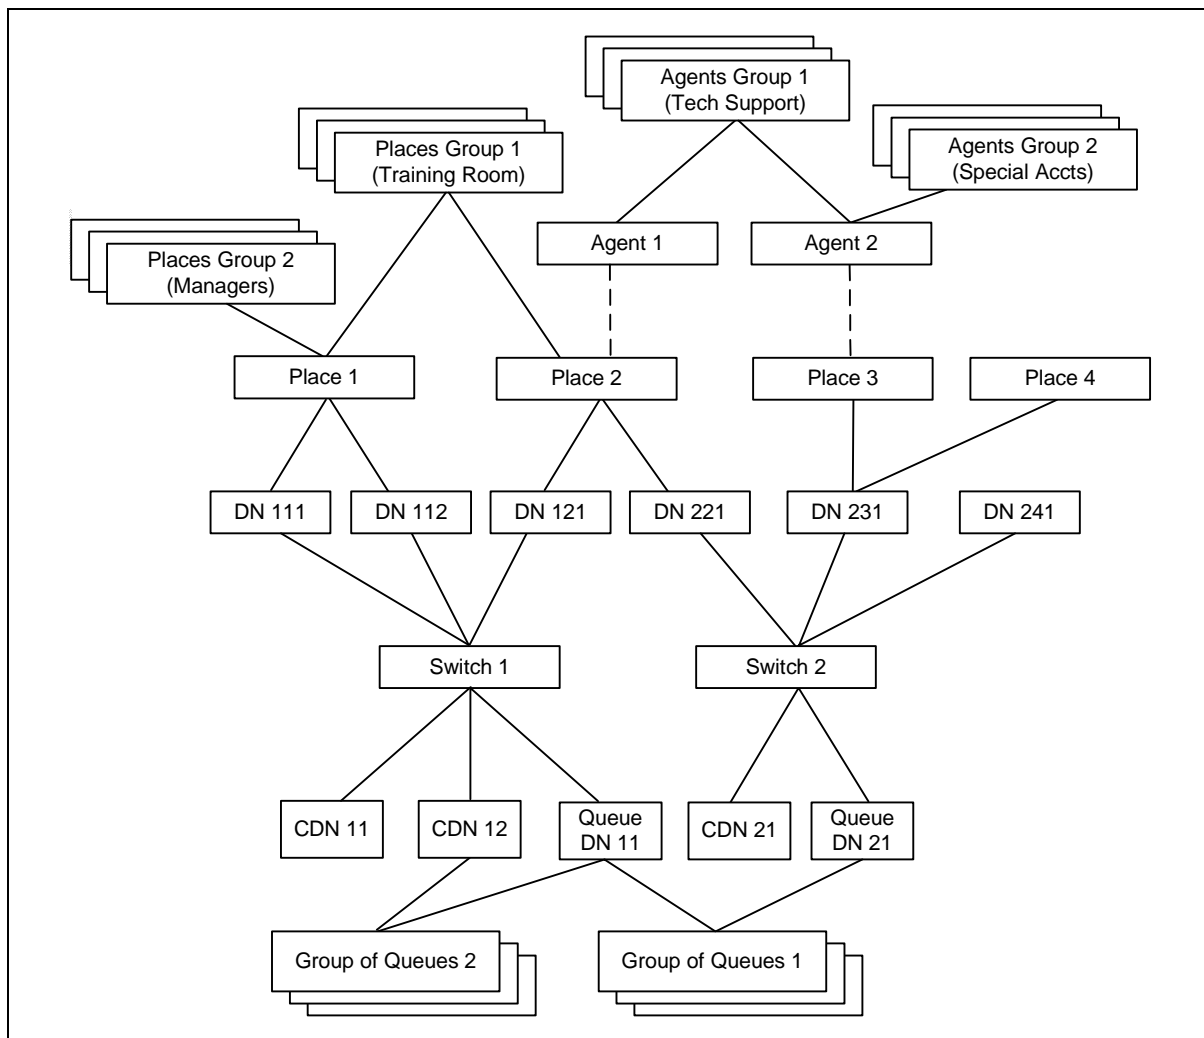 Agents Group 1
(Tech Support)
Places Group 1
(Training Room)
Agents Group 2
(Special Accts)
Agent 1
Agent 2
Places Group 2
(Managers)
Place 1
Place 2
Place 3
Place 4
DN 111
DN 112
DN 121
DN 221
DN 231
DN 241
Switch 1
Switch 2
CDN 11
CDN 12
Queue
DN 11
CDN 21
Queue
DN 21
Group of Queues 2
Group of Queues 1